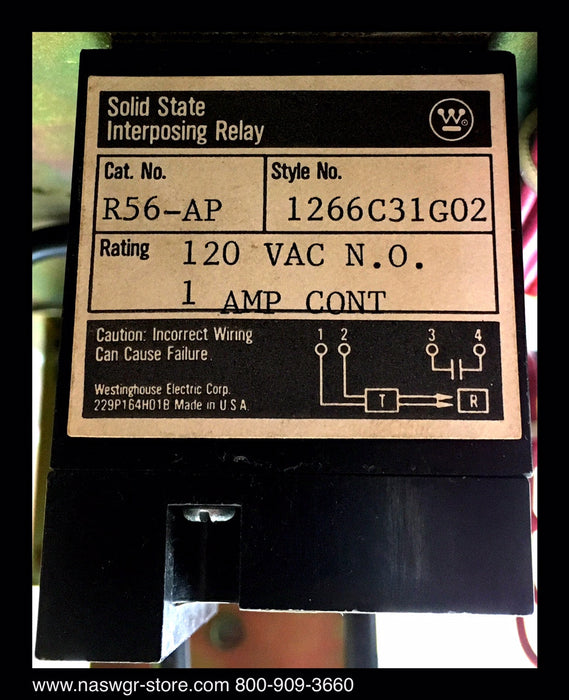 Solid State
Interposing Relay
W
Cat. No.
R56-AP
Style No.
1266C31G02
Rating 120 VAC N.O.
1 AMP CONT
Caution: Incorrect Wiring
Can Cause Failure.
Westinghouse Electric Corp.
229P164H01B Made in U.S.A.
1 2 3 4
T R
www.naswgr-store.com 800-909-3660